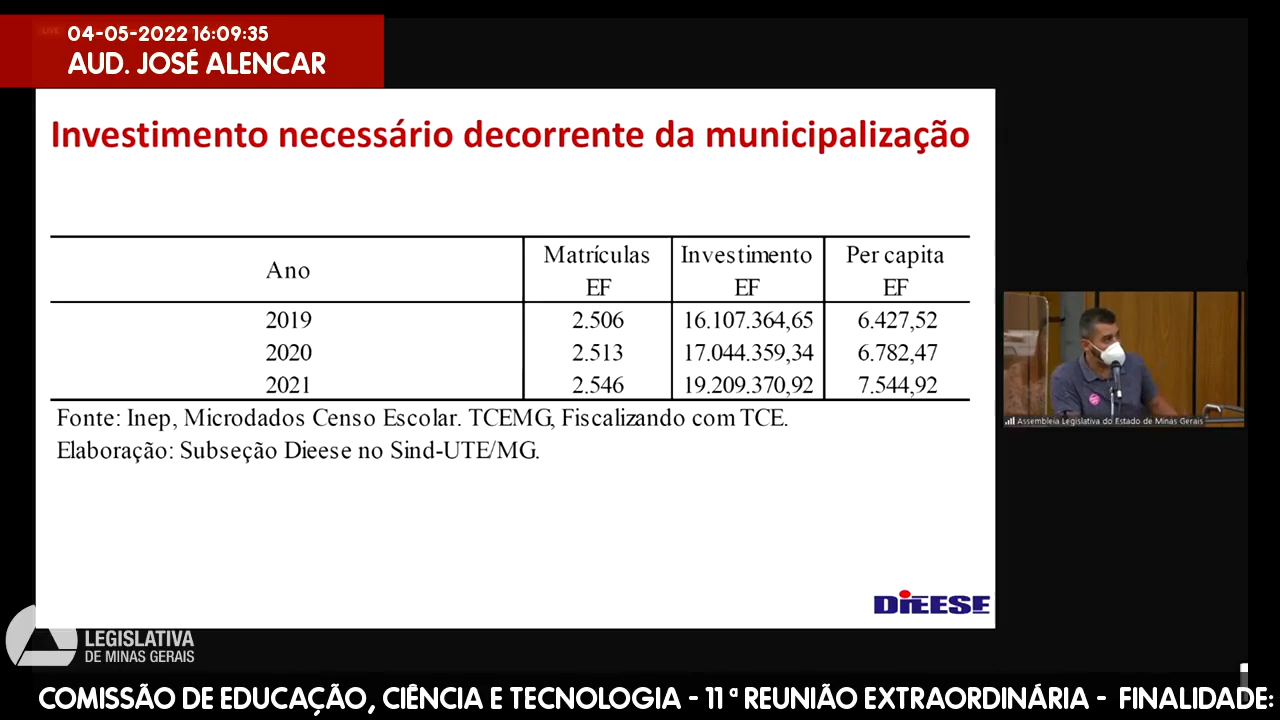 LIVE
04-05-2022 16:09:35
AUD. JOSÉ ALENCAR
Investimento necessário decorrente da municipalização
Ano
Matrículas EF
Investimento EF
Per capita EF
2019 2.506 16.107.364,65 6.427,52
2020 2.513 17.044.359,34 6.782,47
2021 2.546 19.209.370,92 7.544,92
Fonte: Inep, Microdados Censo Escolar. TCEMG, Fiscalizando com TCE.
Elaboração: Subseção Dieese no Sind-UTE/MG.
DIEESE
Assembleia Legislativa do Estado de Minas Gerais
LEGISLATIVA
DE MINAS GERAIS
COMISSÃO DE EDUCAÇÃO, CIÊNCIA E TECNOLOGIA - 11 ª REUNIÃO EXTRAORDINÁRIA - FINALIDADE: